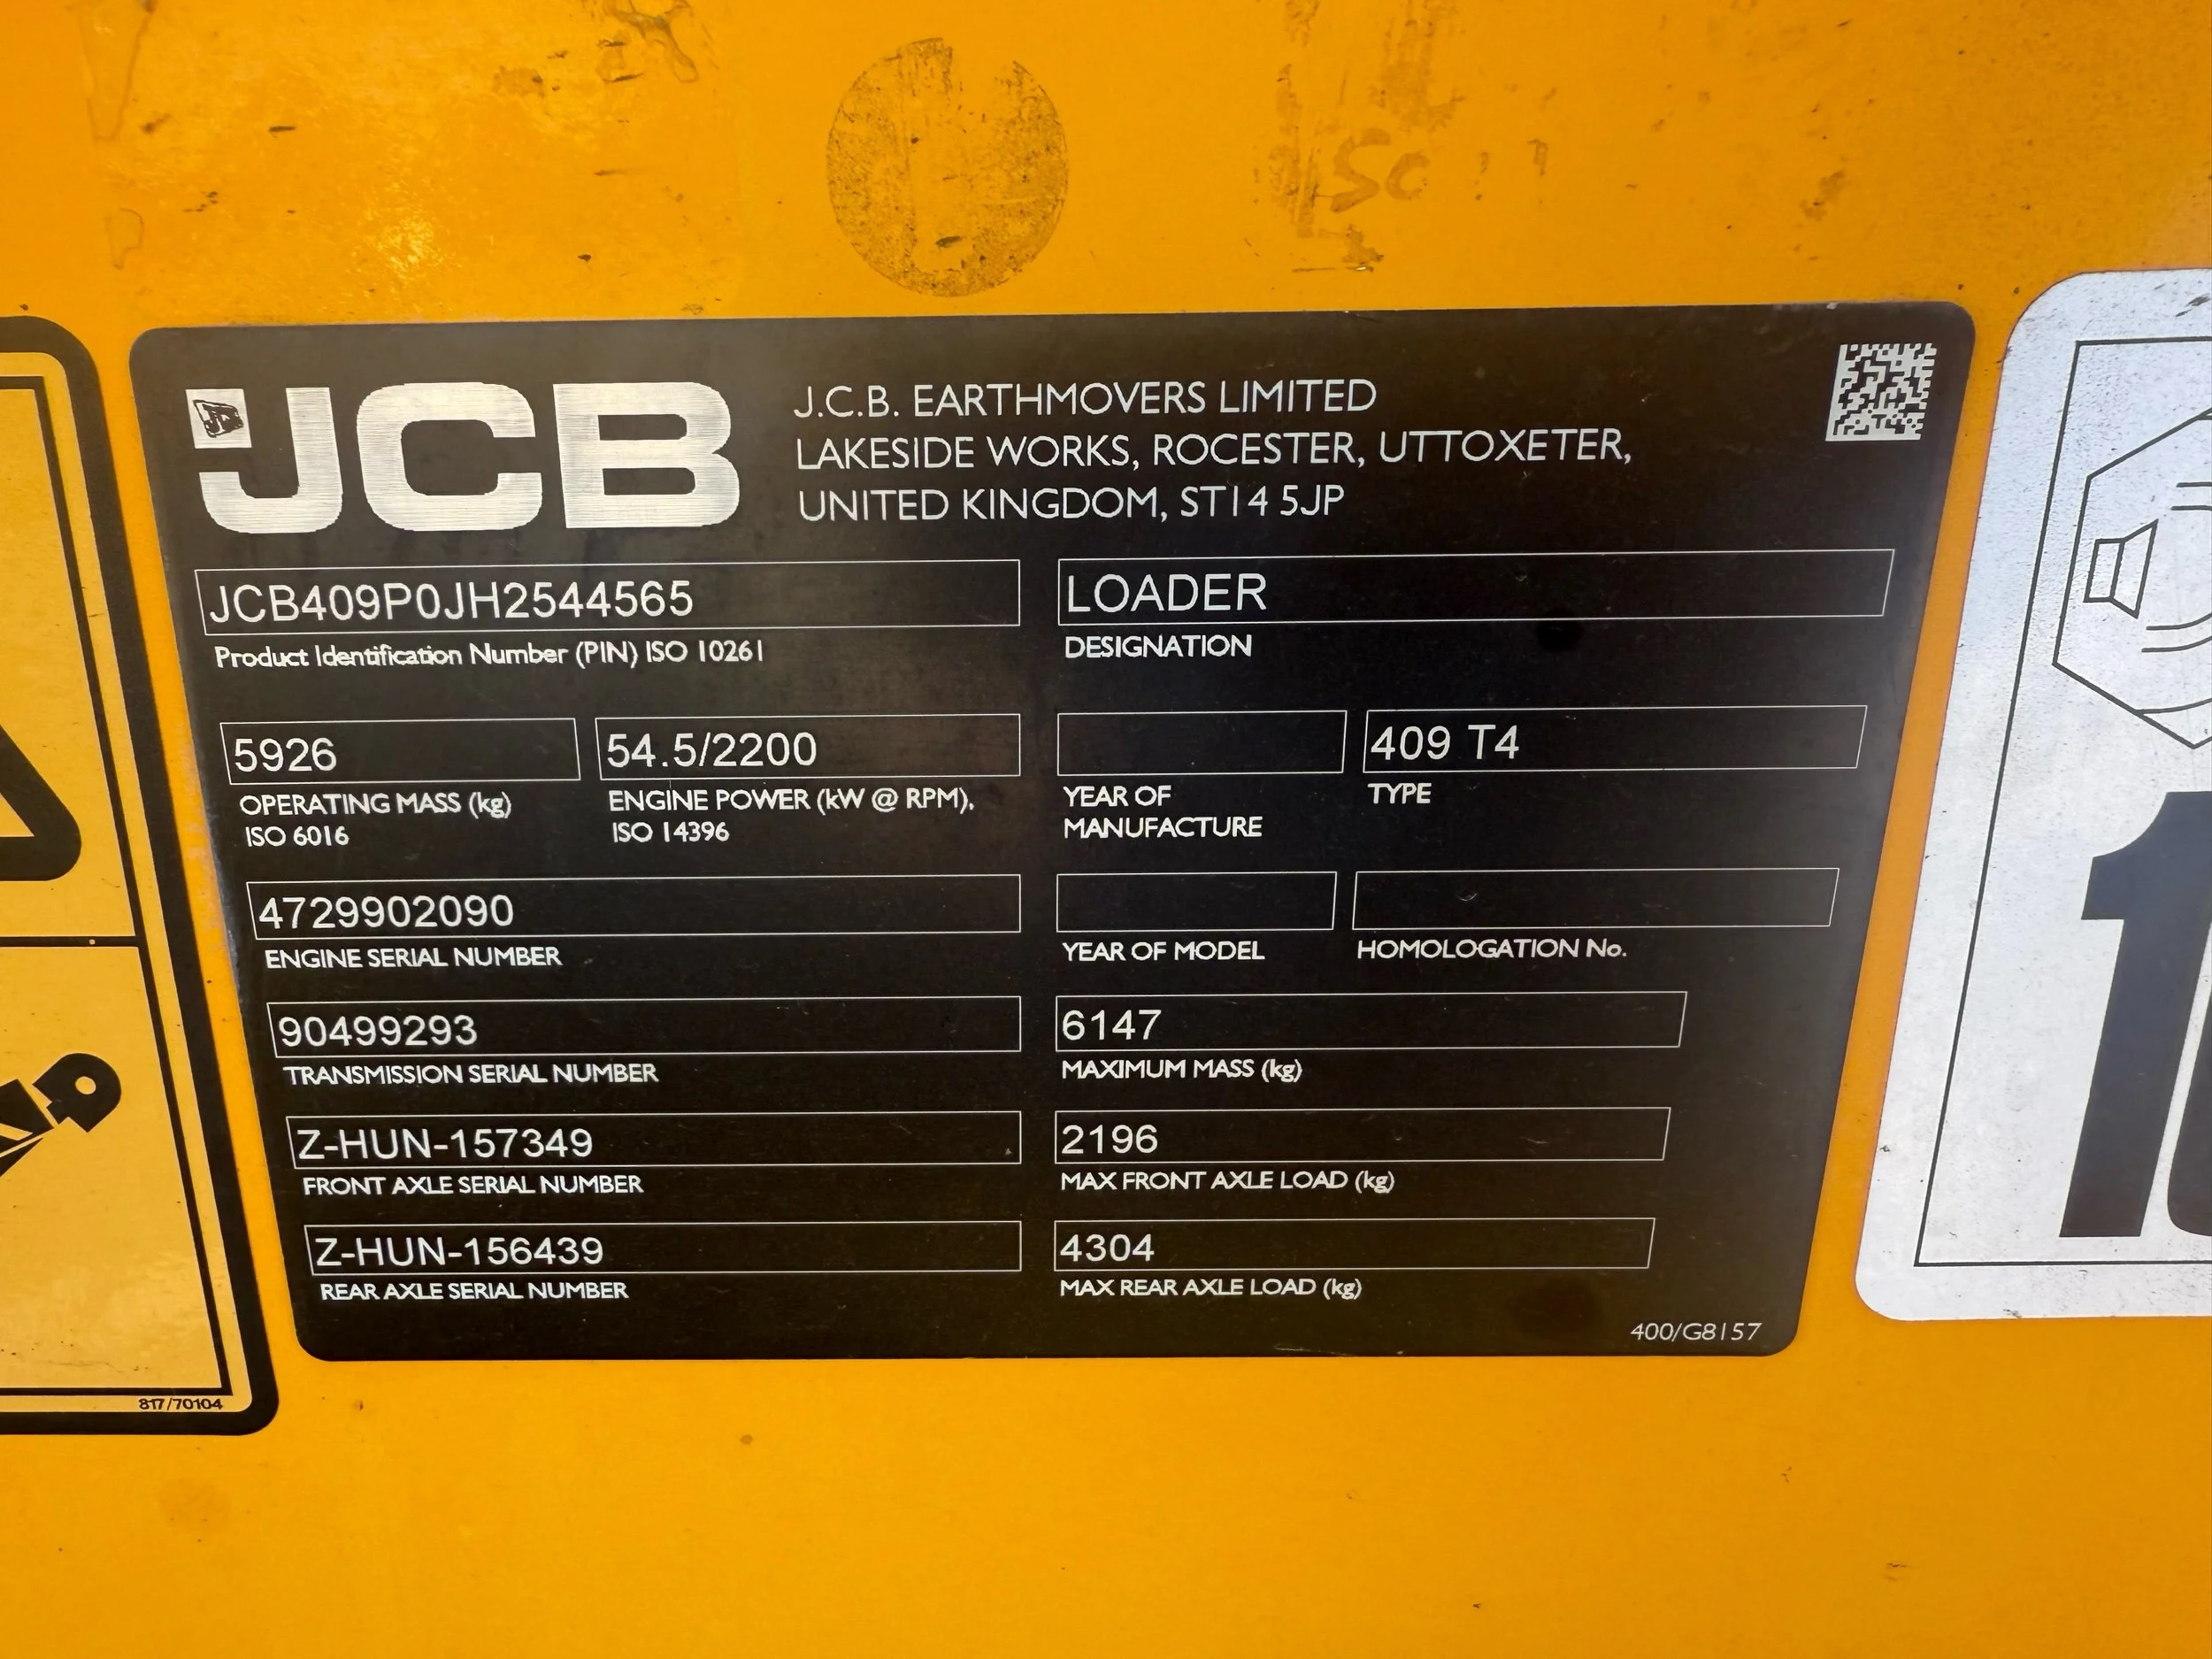 JCB
J.C.B. EARTHMOVERS LIMITED
LAKESIDE WORKS, ROCESTER, UTTOXETER,
UNITED KINGDOM, ST14 5JP
JCB409P0JH2544565
Product Identification Number (PIN) ISO 10261
LOADER
DESIGNATION
5926
OPERATING MASS (kg)
ISO 6016
54.5/2200
ENGINE POWER (kW @ RPM),
ISO 14396
YEAR OF
MANUFACTURE
409 T4
TYPE
4729902090
ENGINE SERIAL NUMBER
YEAR OF MODEL
HOMOLOGATION No.
90499293
TRANSMISSION SERIAL NUMBER
6147
MAXIMUM MASS (kg)
Z-HUN-157349
FRONT AXLE SERIAL NUMBER
2196
MAX FRONT AXLE LOAD (kg)
Z-HUN-156439
REAR AXLE SERIAL NUMBER
4304
MAX REAR AXLE LOAD (kg)
400/G8157
817/70104